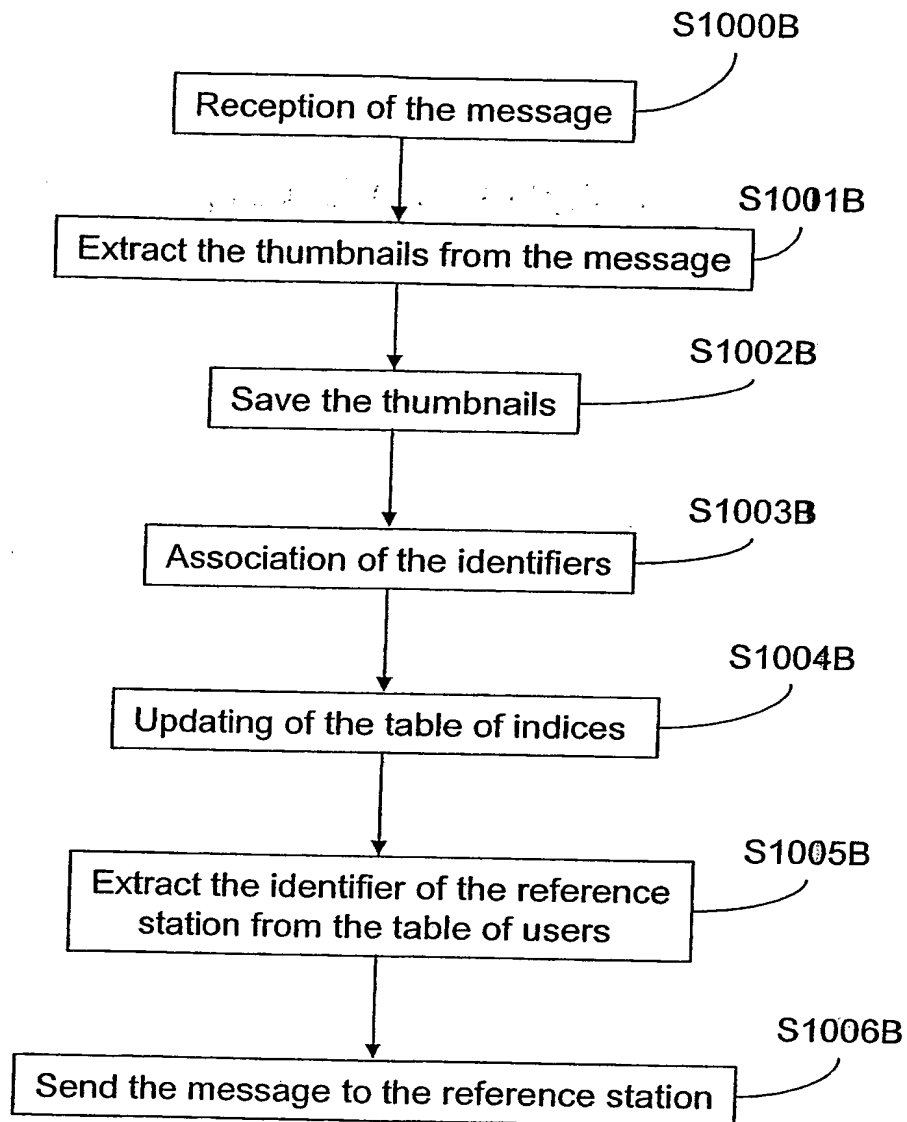 S1000B
Reception of the message
S1001B
Extract the thumbnails from the message
S1002B
Save the thumbnails
S1003B
Association of the identifiers
S1004B
Updating of the table of indices
S1005B
Extract the identifier of the reference
station from the table of users
S1006B
Send the message to the reference station